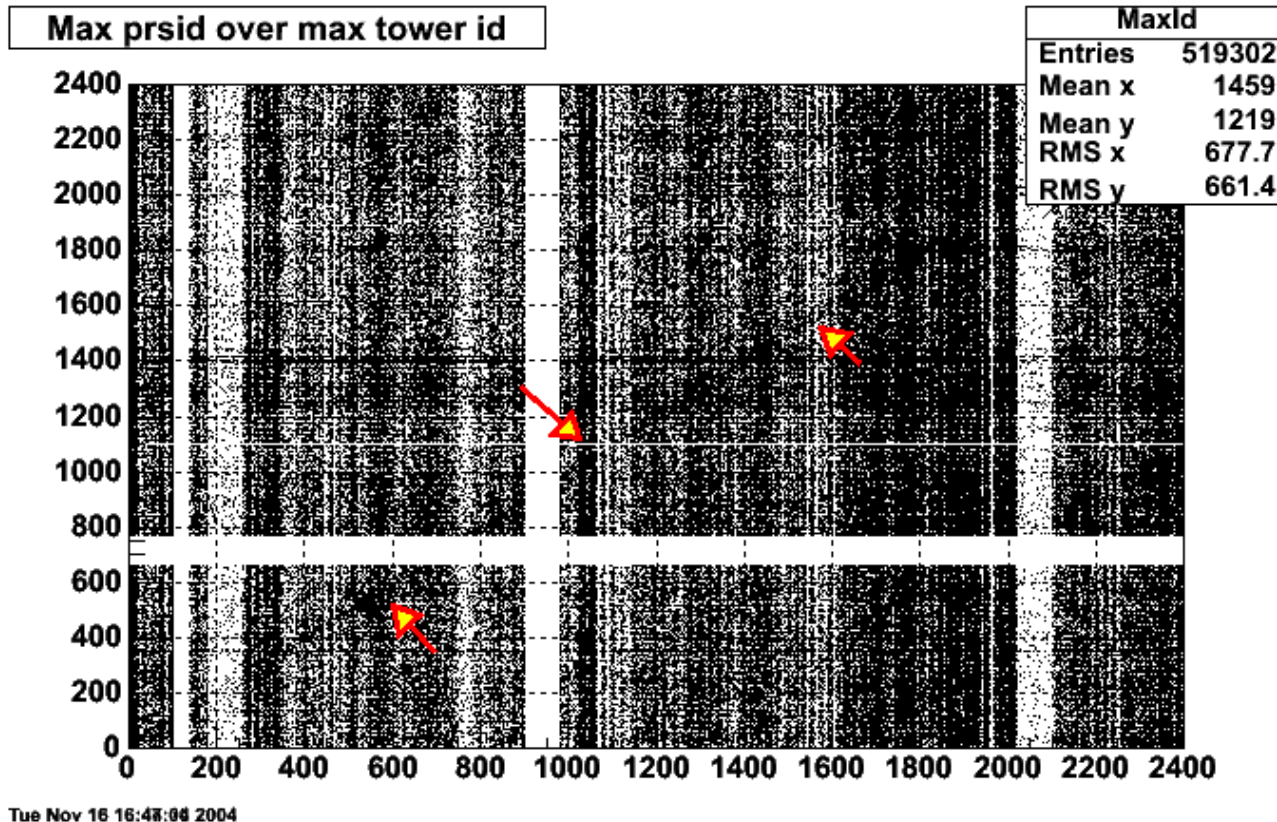 Max prsid over max tower id
MaxId
Entries 519302
Mean x 1459
Mean y 1219
RMS x 677.7
RMS y 661.4
2400
2200
2000
1800
1600
1400
1200
1000
800
600
400
200
0
0 200 400 600 800 1000 1200 1400 1600 1800 2000 2200 2400
Tue Nov 16 2004